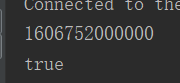 Connected to the
1606752000000
true